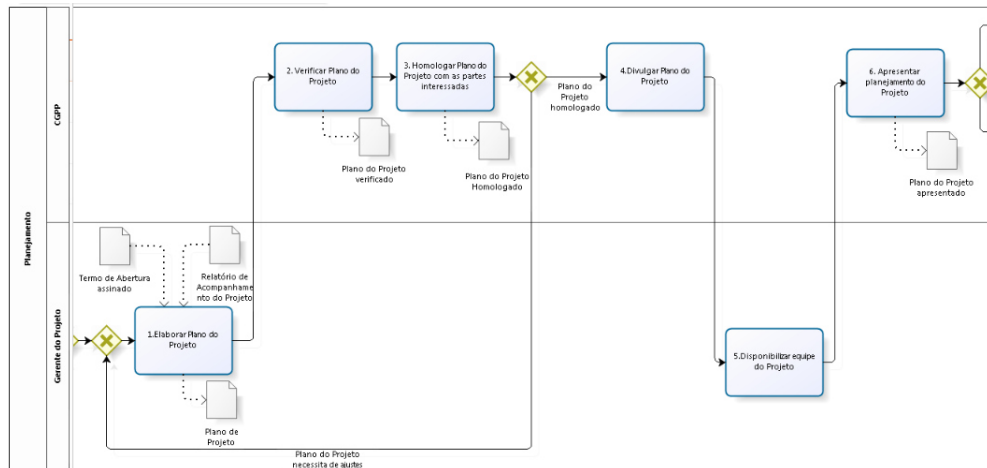 Planejamento
CGPP
2. Verificar Plano do
Projeto
3. Homologar Plano do
Projeto com as partes
interessadas
Plano do
Projeto
homologado
4.Divulgar Plano do
Projeto
6. Apresentar
planejamento do
Projeto
Plano do Projeto
verificado
Plano do Projeto
Homologado
Plano do Projeto
apresentado
Gerente do Projeto
Termo de Abertura
assinado
Relatório de
Acompanhame
nto do Projeto
1.Elaborar Plano do
Projeto
5.Disponibilizar equipe
do Projeto
Plano de
Projeto
Plano do Projeto
necessita de ajustes